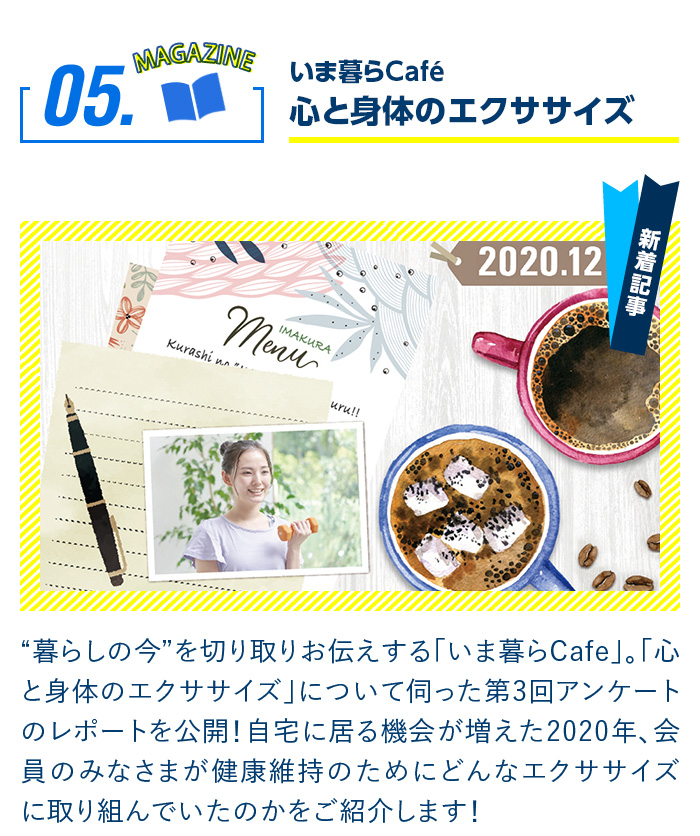 05.
MAGAZINE
いま暮らCafé
心と身体のエクササイズ
新着記事
2020.12
IMAKURA
Menu
Kurashi no
uru!!
“暮らしの今”を切り取りお伝えする「いま暮らCafe」。「心
と身体のエクササイズ」について伺った第3回アンケート
のレポートを公開！自宅に居る機会が増えた2020年、会
員のみなさまが健康維持のためにどんなエクササイズ
に取り組んでいたのかをご紹介します！